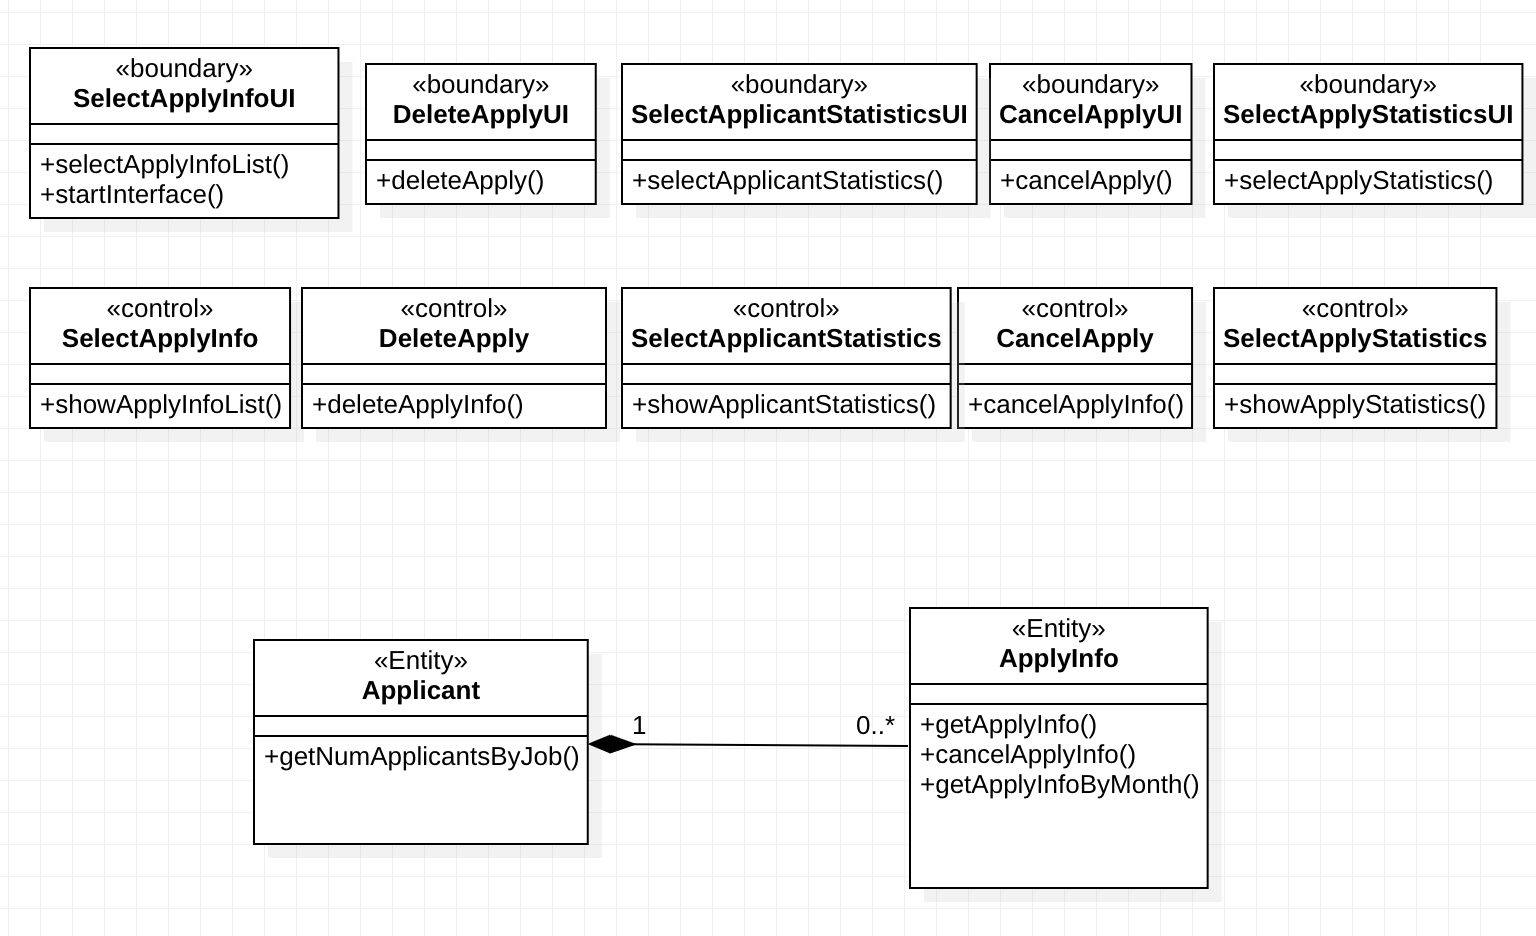 «boundary»
SelectApplyInfoUI
+selectApplyInfoList()
+startInterface()
«boundary»
DeleteApplyUI
+deleteApply()
«boundary»
SelectApplicantStatisticsUI
+selectApplicantStatistics()
«boundary»
CancelApplyUI
+cancelApply()
«boundary»
SelectApplyStatisticsUI
+selectApplyStatistics()
«control»
SelectApplyInfo
+showApplyInfoList()
«control»
DeleteApply
+deleteApplyInfo()
«control»
SelectApplicantStatistics
+showApplicantStatistics()
«control»
CancelApply
+cancelApplyInfo()
«control»
SelectApplyStatistics
+showApplyStatistics()
«Entity»
Applicant
+getNumApplicantsByJob()
1
0..*
«Entity»
ApplyInfo
+getApplyInfo()
+cancelApplyInfo()
+getApplyInfoByMonth()